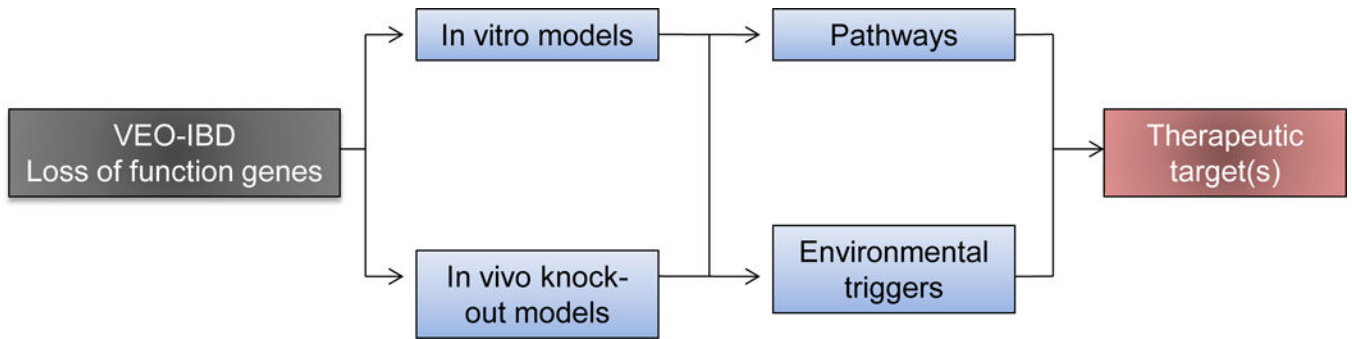 VEO-IBD
Loss of function genes
In vitro models
In vivo knock-
out models
Pathways
Environmental
triggers
Therapeutic
target(s)